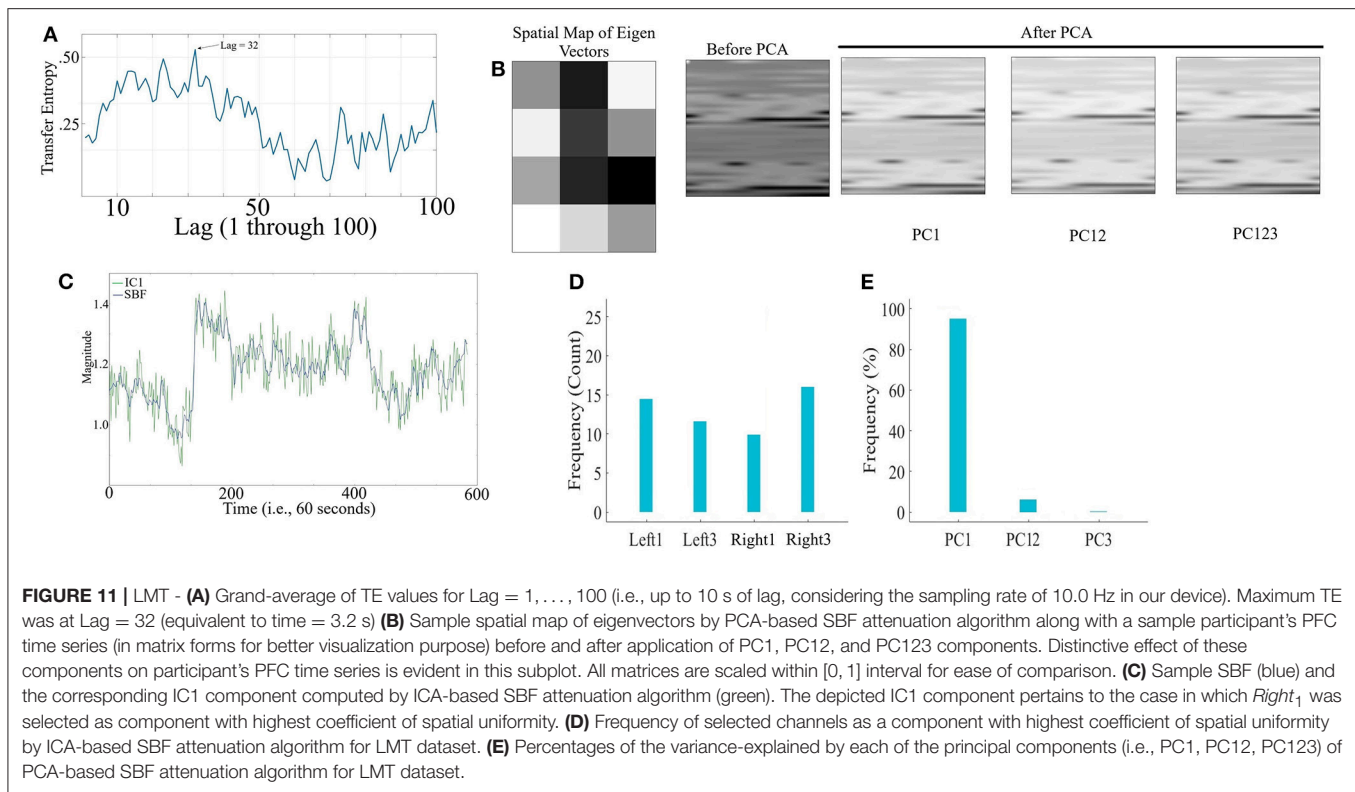 A
.50
.25
Transfer Entropy
Lag = 32
10
50
100
Lag (1 through 100)
B
Spatial Map of Eigen
Vectors
Before PCA
After PCA
PC1
PC12
PC123
C
IC1
SBF
1.4
1.2
1.0
Magnitude
0
200
400
600
Time (i.e., 60 seconds)
D
Frequency (Count)
25
20
15
10
5
0
Left1
Left3
Right1
Right3
E
Frequency (%)
100
80
60
40
20
0
PC1
PC12
PC3
FIGURE 11 | LMT - (A) Grand-average of TE values for Lag = 1, . . . , 100 (i.e., up to 10 s of lag, considering the sampling rate of 10.0 Hz in our device). Maximum TE
was at Lag = 32 (equivalent to time = 3.2 s) (B) Sample spatial map of eigenvectors by PCA-based SBF attenuation algorithm along with a sample participant's PFC
time series (in matrix forms for better visualization purpose) before and after application of PC1, PC12, and PC123 components. Distinctive effect of these
components on participant's PFC time series is evident in this subplot. All matrices are scaled within [0, 1] interval for ease of comparison. (C) Sample SBF (blue) and
the corresponding IC1 component computed by ICA-based SBF attenuation algorithm (green). The depicted IC1 component pertains to the case in which Right1 was
selected as component with highest coefficient of spatial uniformity. (D) Frequency of selected channels as a component with highest coefficient of spatial uniformity
by ICA-based SBF attenuation algorithm for LMT dataset. (E) Percentages of the variance-explained by each of the principal components (i.e., PC1, PC12, PC123) of
PCA-based SBF attenuation algorithm for LMT dataset.